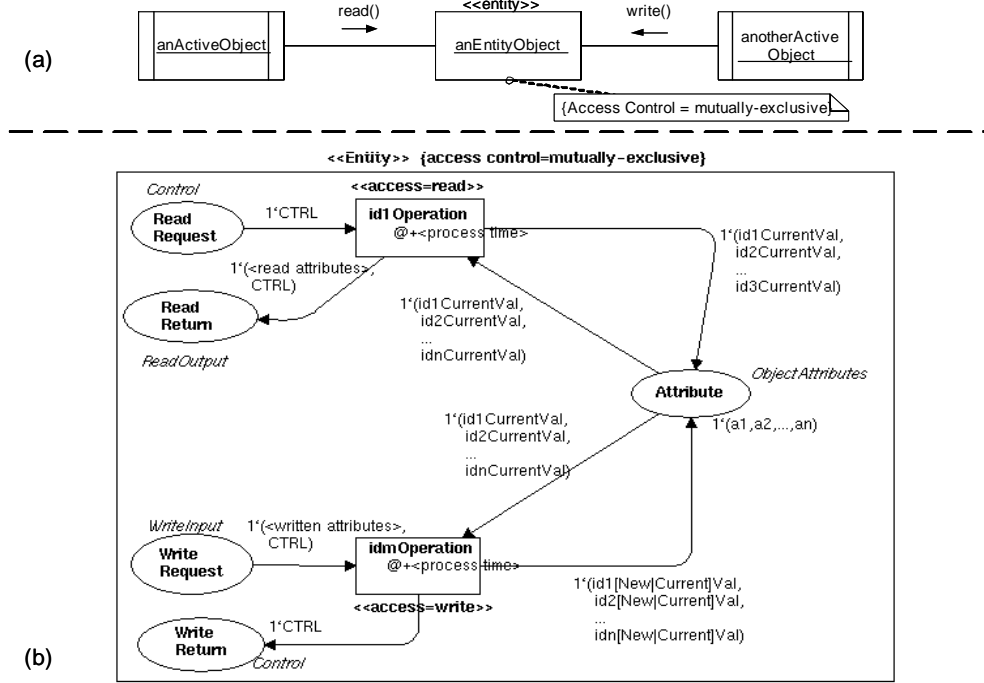 (a)
<<entity>>
read()
write()
anActiveObject
anEntityObject
anotherActive
Object
{Access Control = mutually-exclusive}
<<Entity>> {access control=mutually-exclusive}
Control
<<access=read>>
Read
Request
1‘CTRL
id1Operation
@+<process time>
1‘(id1CurrentVal,
id2CurrentVal,
...
id3CurrentVal)
1‘(<read attributes>,
CTRL)
Read
Return
ReadOutput
1‘(id1CurrentVal,
id2CurrentVal,
...
idnCurrentVal)
ObjectAttributes
Attribute
1‘(a1,a2,...,an)
1‘(id1CurrentVal,
id2CurrentVal,
...
idnCurrentVal)
WriteInput
1‘(<written attributes>,
CTRL)
Write
Request
idmOperation
@+<process time>
<<access=write>>
1‘(id1[New|Current]Val,
id2[New|Current]Val,
...
idn[New|Current]Val)
Write
Return
1‘CTRL
Control
(b)